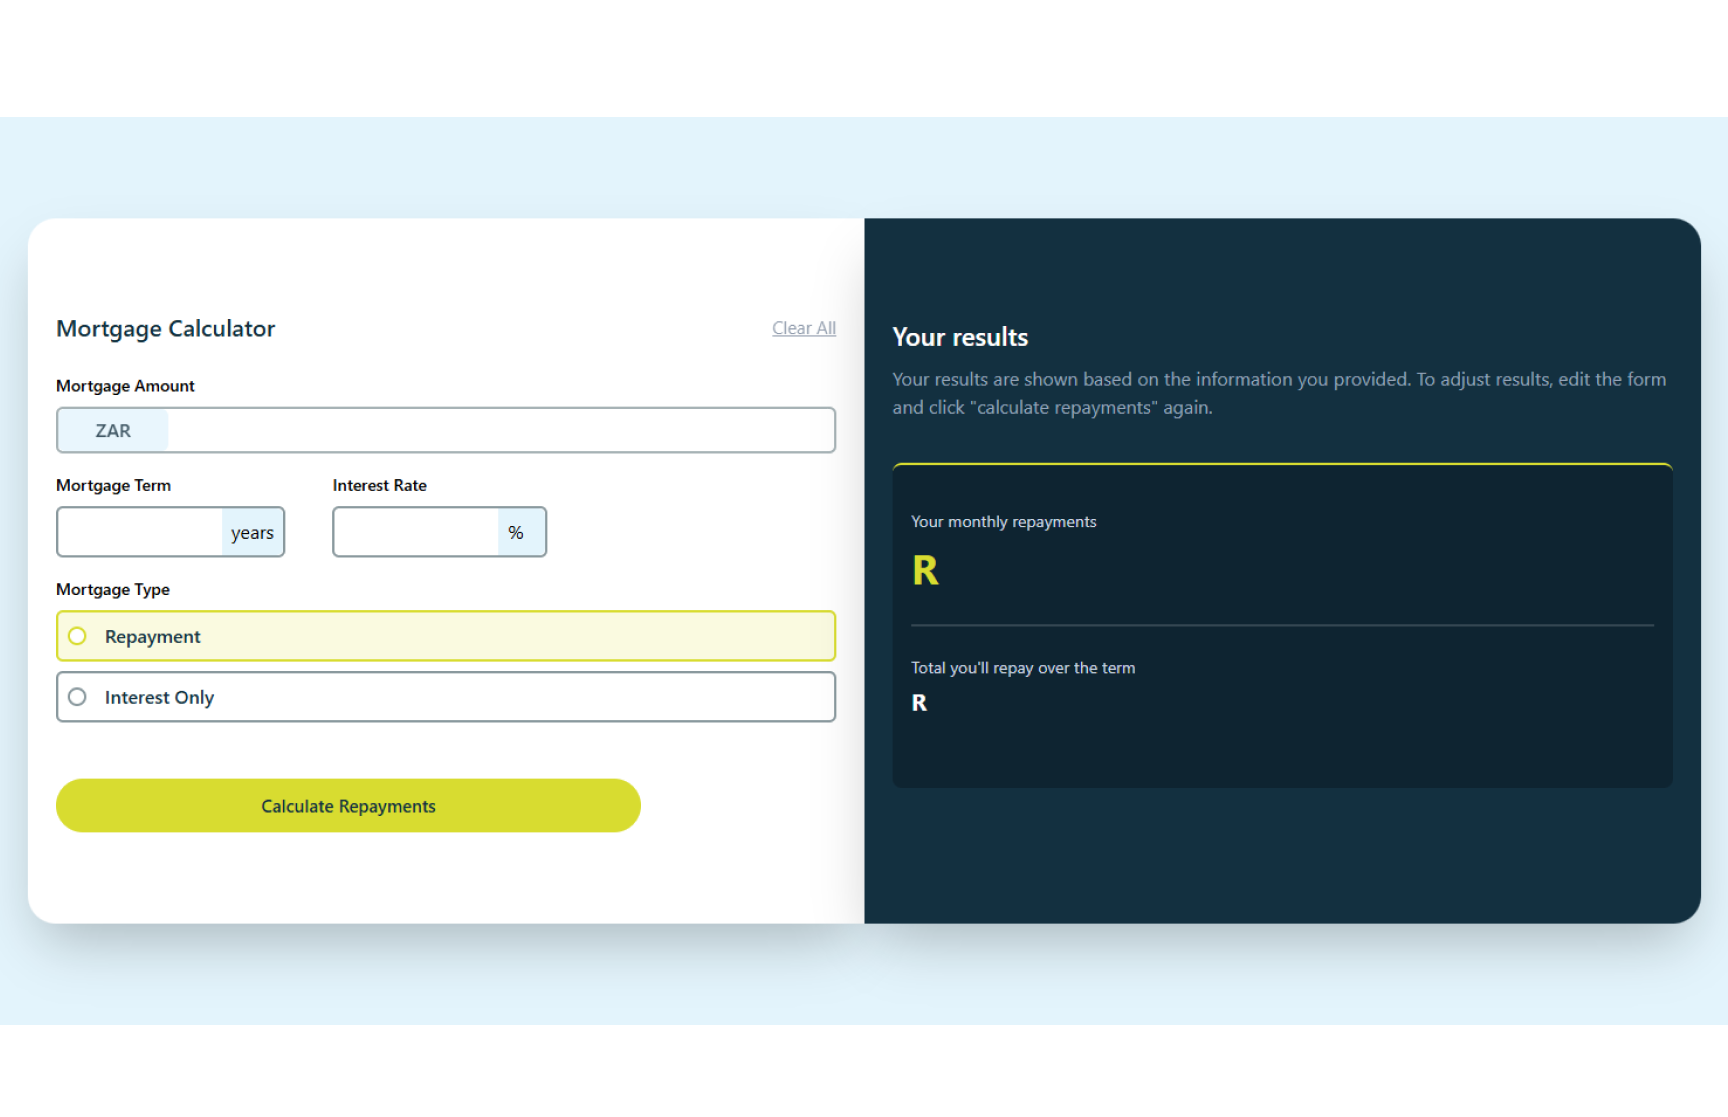 Mortgage Calculator
Clear All
Mortgage Amount
ZAR
Mortgage Term
Interest Rate
years
%
Mortgage Type
Repayment
Interest Only
Calculate Repayments
Your results
Your results are shown based on the information you provided. To adjust results, edit the form
and click "calculate repayments" again.
Your monthly repayments
R
Total you'll repay over the term
R